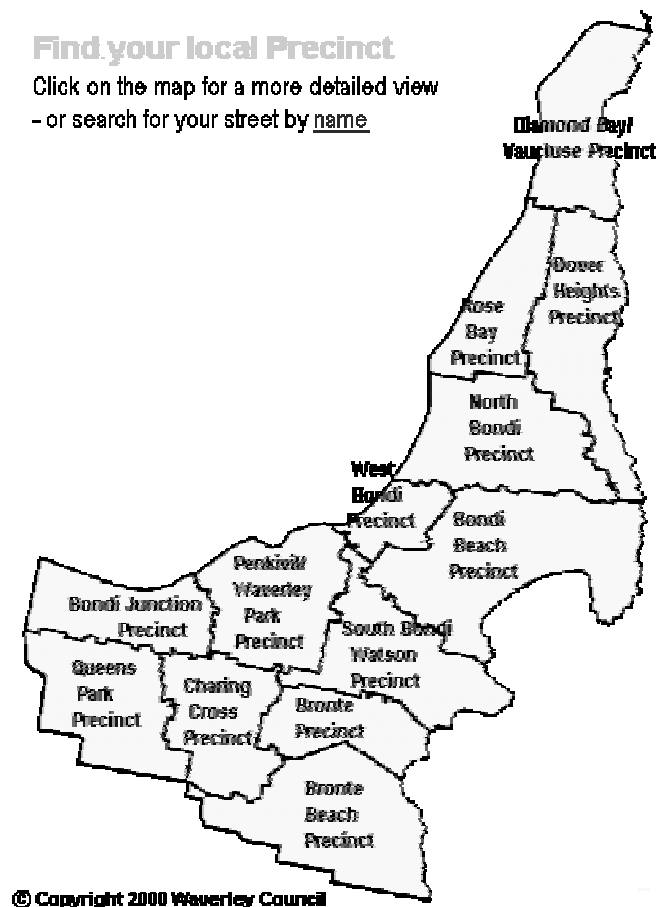 Find your local Precinct
Click on the map for a more detailed view
- or search for your street by name
Diamond Bay/
Vaucluse Precinct
Dover
Heights
Precinct
Rose
Bay
Precinct
North
Bondi
Precinct
West
Bondi
Precinct
Bondi
Beach
Precinct
Penkivil/
Waverley
Park
Precinct
Bondi Junction
Precinct
South Bondi
Watson
Precinct
Queens
Park
Precinct
Charing
Cross
Precinct
Bronte
Precinct
Bronte
Beach
Precinct
© Copyright 2000 Waverley Council